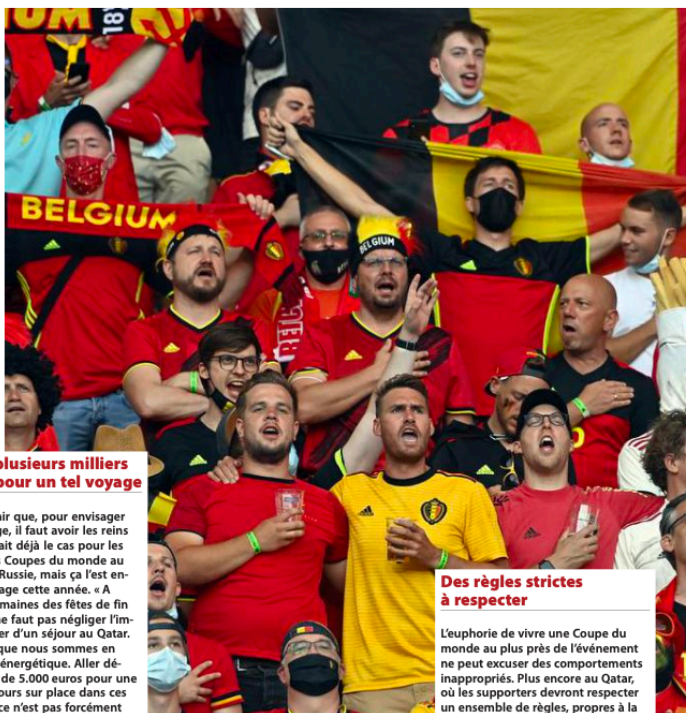 18
BELGIUM
BELGIUM
plusieurs milliers
pour un tel voyage
que, pour envisager
il faut avoir les reins
déjà le cas pour les
Coupes du monde au
Russie, mais ça l'est en-
cette année. « A
des fêtes de fin
ne faut pas négliger l'im-
d'un séjour au Qatar.
que nous sommes en
énergétique. Aller dé-
de 5.000 euros pour une
sur place dans ces
ce n'est pas forcément
Des règles strictes
à respecter
L'euphorie de vivre une Coupe du
monde au plus près de l'événement
ne peut excuser des comportements
inappropriés. Plus encore au Qatar,
où les supporters devront respecter
un ensemble de règles, propres à la